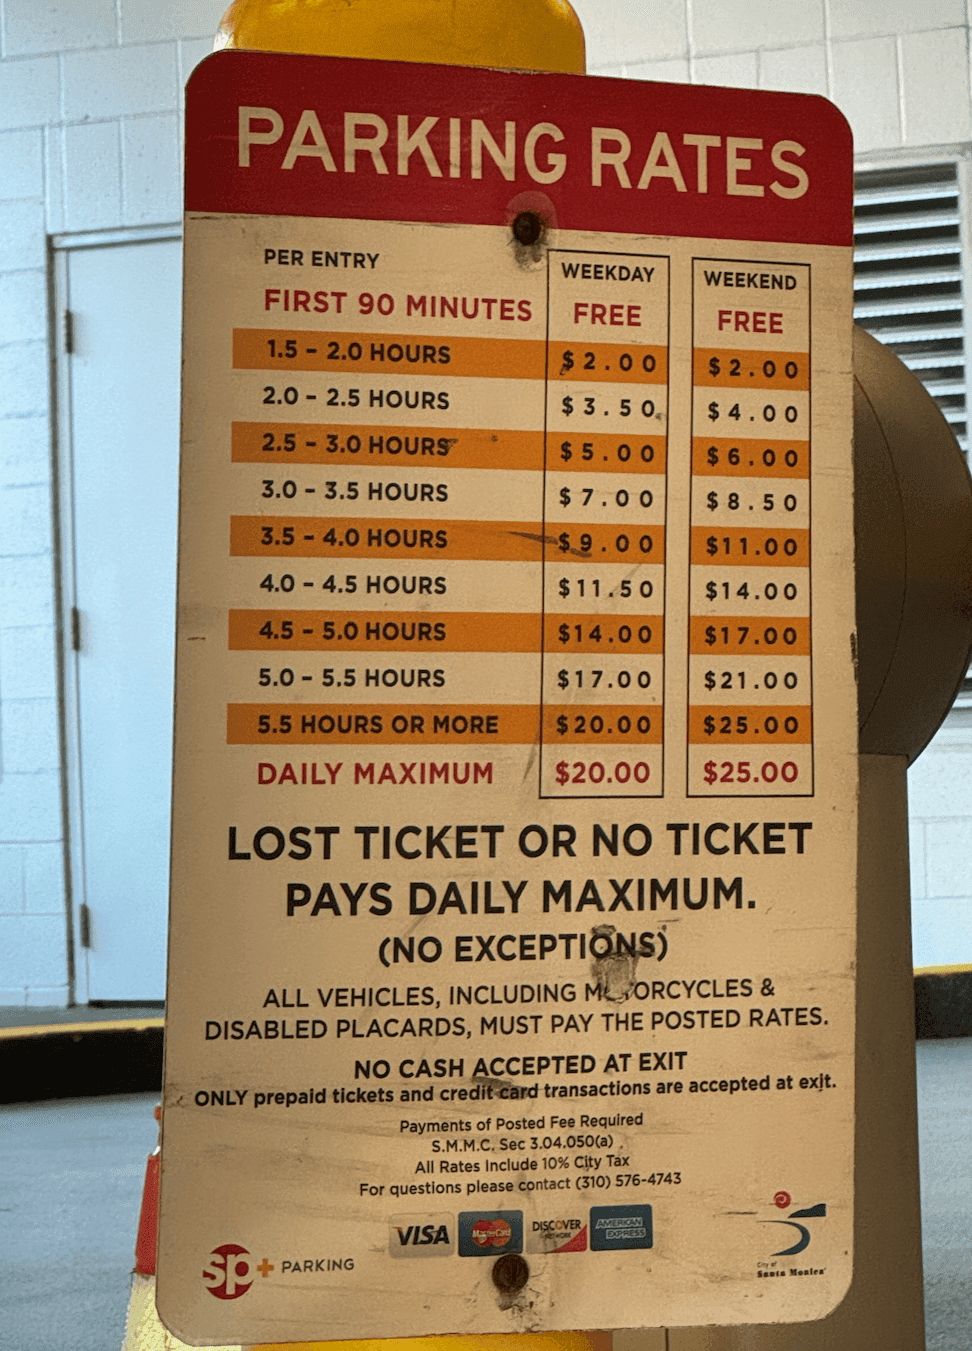 PARKING RATES
PER ENTRY WEEKDAY WEEKEND
FIRST 90 MINUTES FREE FREE
1.5 - 2.0 HOURS $2.00 $2.00
2.0 - 2.5 HOURS $3.50 $4.00
2.5 - 3.0 HOURS $5.00 $6.00
3.0 - 3.5 HOURS $7.00 $8.50
3.5 - 4.0 HOURS $9.00 $11.00
4.0 - 4.5 HOURS $11.50 $14.00
4.5 - 5.0 HOURS $14.00 $17.00
5.0 - 5.5 HOURS $17.00 $21.00
5.5 HOURS OR MORE $20.00 $25.00
DAILY MAXIMUM $20.00 $25.00
LOST TICKET OR NO TICKET
PAYS DAILY MAXIMUM.
(NO EXCEPTIONS)
ALL VEHICLES, INCLUDING MOTORCYCLES &
DISABLED PLACARDS, MUST PAY THE POSTED RATES.
NO CASH ACCEPTED AT EXIT
ONLY prepaid tickets and credit card transactions are accepted at exit.
Payments of Posted Fee Required
S.M.M.C. Sec 3.04.050(a)
All Rates Include 10% City Tax
For questions please contact (310) 576-4743
VISA MasterCard DISCOVER NETWORK AMERICAN EXPRESS
sp+ PARKING
City of
Santa Monica